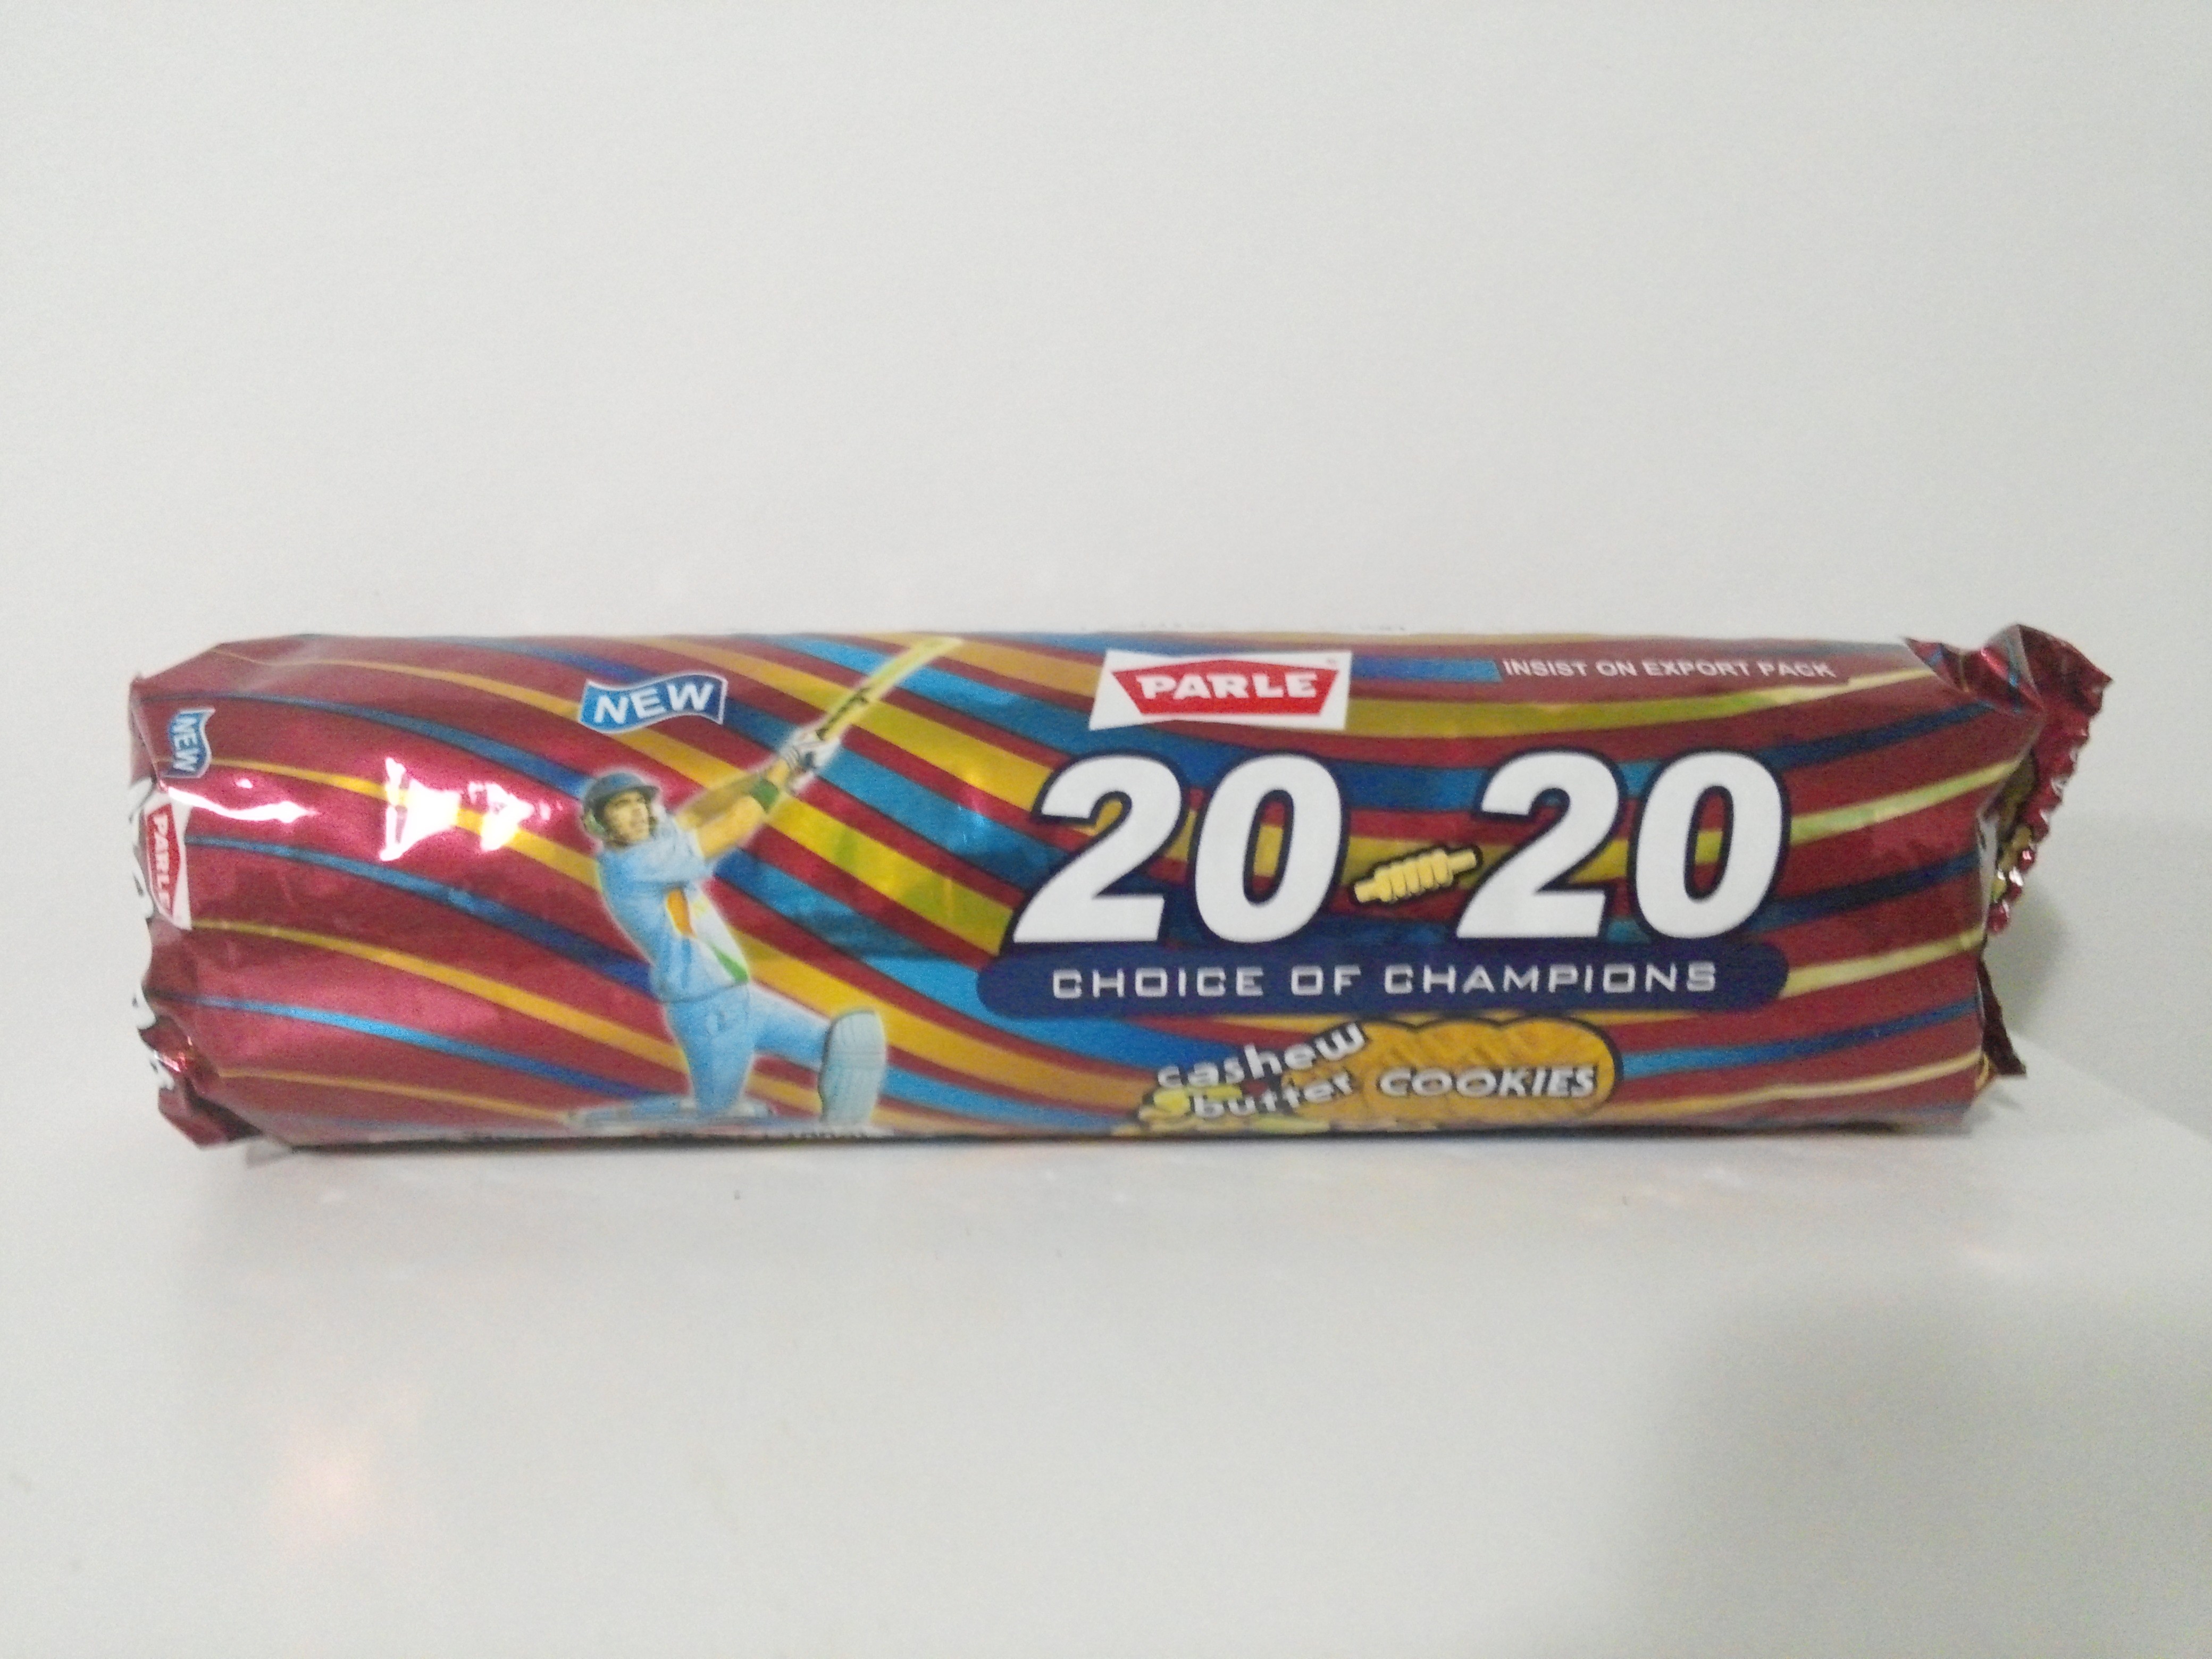 NEW
PARLE
INSIST ON EXPORT PACK
NEW
PARLE
20-20
CHOICE OF CHAMPIONS
cashew
butter COOKIES